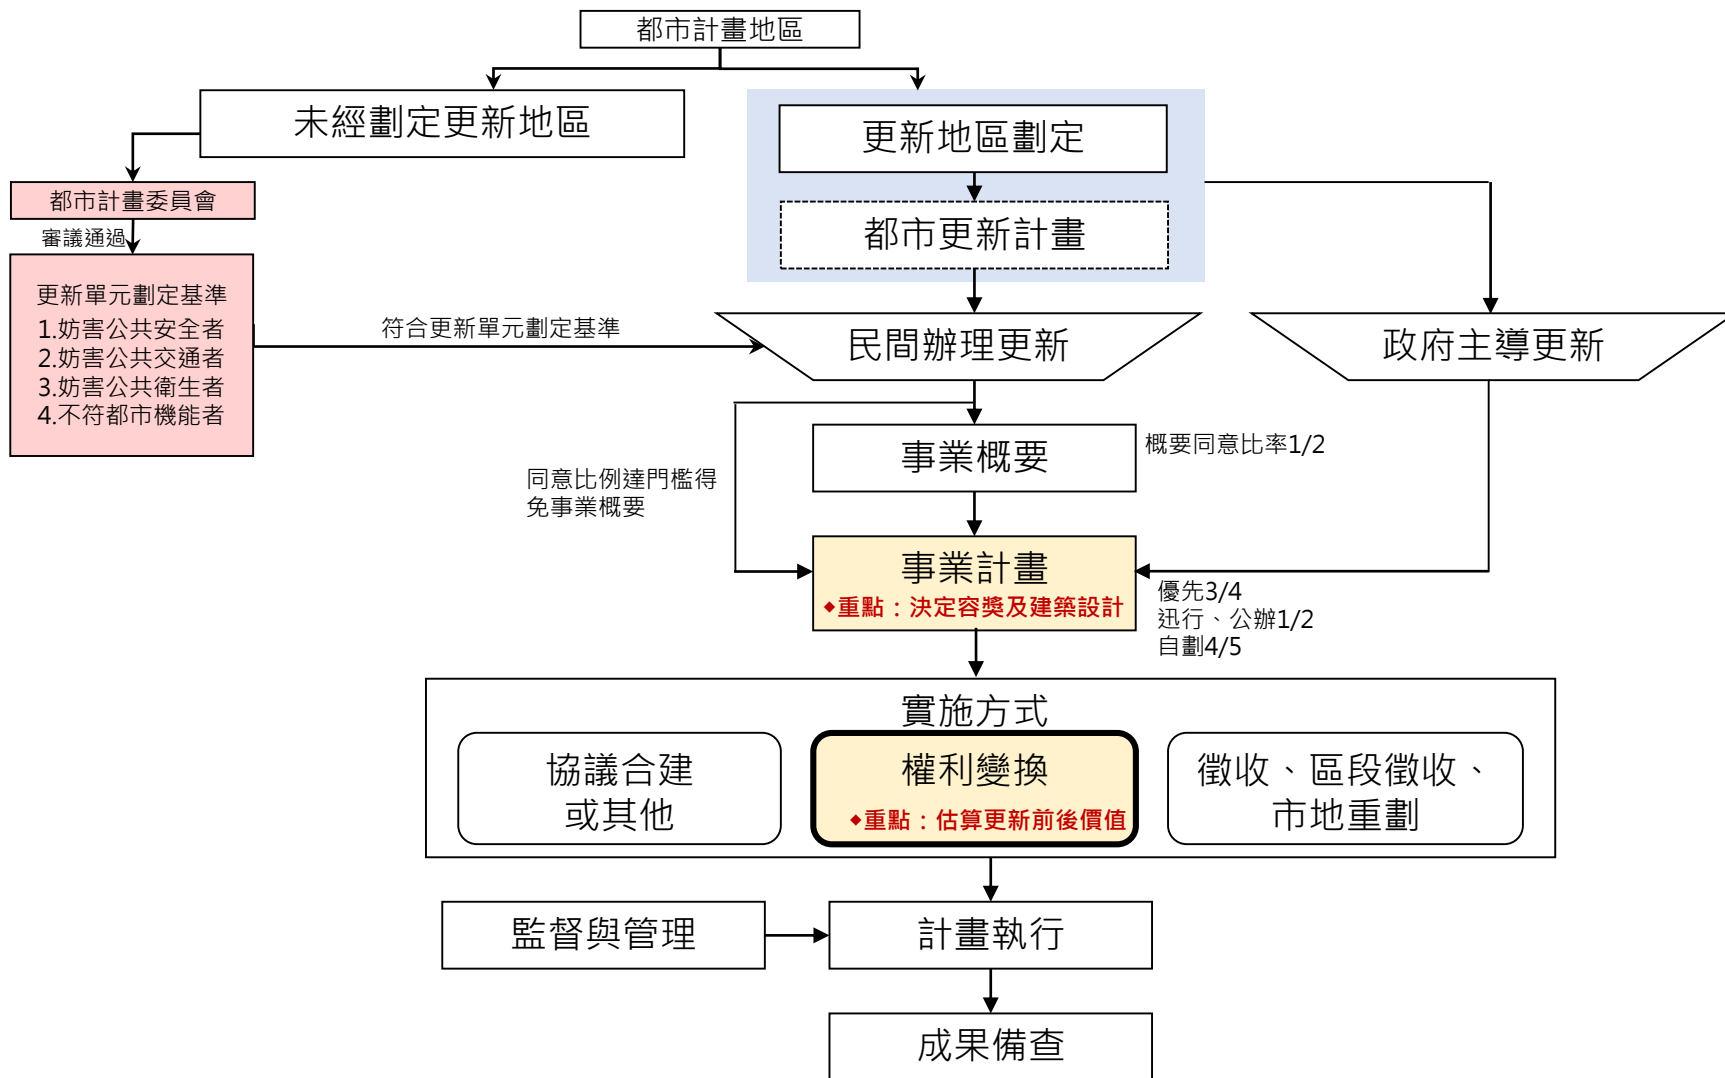 都市計畫地區
未經劃定更新地區
更新地區劃定
都市計畫委員會
審議通過
都市更新計畫
更新單元劃定基準
1.妨害公共安全者
2.妨害公共交通者
3.妨害公共衛生者
4.不符都市機能者
符合更新單元劃定基準
民間辦理更新
政府主導更新
事業概要
概要同意比率1/2
同意比例達門檻得
免事業概要
事業計畫
◆重點：決定容獎及建築設計
優先3/4
迅行、公辦1/2
自劃4/5
實施方式
協議合建
或其他
權利變換
◆重點：估算更新前後價值
徵收、區段徵收、
市地重劃
監督與管理
計畫執行
成果備查